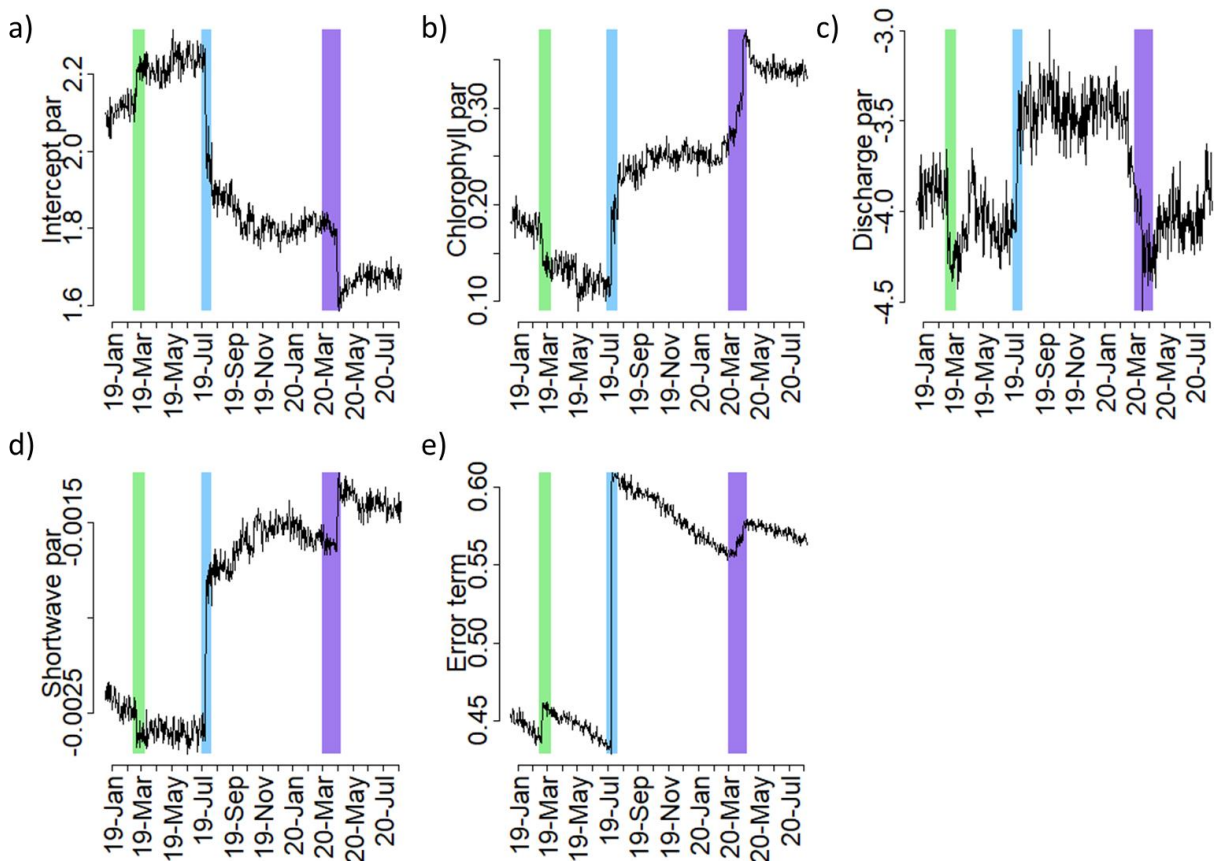 a)
Intercept par
2.2
2.0
1.8
1.6
19-Jan
19-Mar
19-May
19-Jul
19-Sep
19-Nov
20-Jan
20-Mar
20-May
20-Jul
b)
Chlorophyll par
0.30
0.20
0.10
19-Jan
19-Mar
19-May
19-Jul
19-Sep
19-Nov
20-Jan
20-Mar
20-May
20-Jul
c)
Discharge par
-3.0
-3.5
-4.0
-4.5
19-Jan
19-Mar
19-May
19-Jul
19-Sep
19-Nov
20-Jan
20-Mar
20-May
20-Jul
d)
Shortwave par
-0.0015
-0.0025
19-Jan
19-Mar
19-May
19-Jul
19-Sep
19-Nov
20-Jan
20-Mar
20-May
20-Jul
e)
Error term
0.60
0.55
0.50
0.45
19-Jan
19-Mar
19-May
19-Jul
19-Sep
19-Nov
20-Jan
20-Mar
20-May
20-Jul